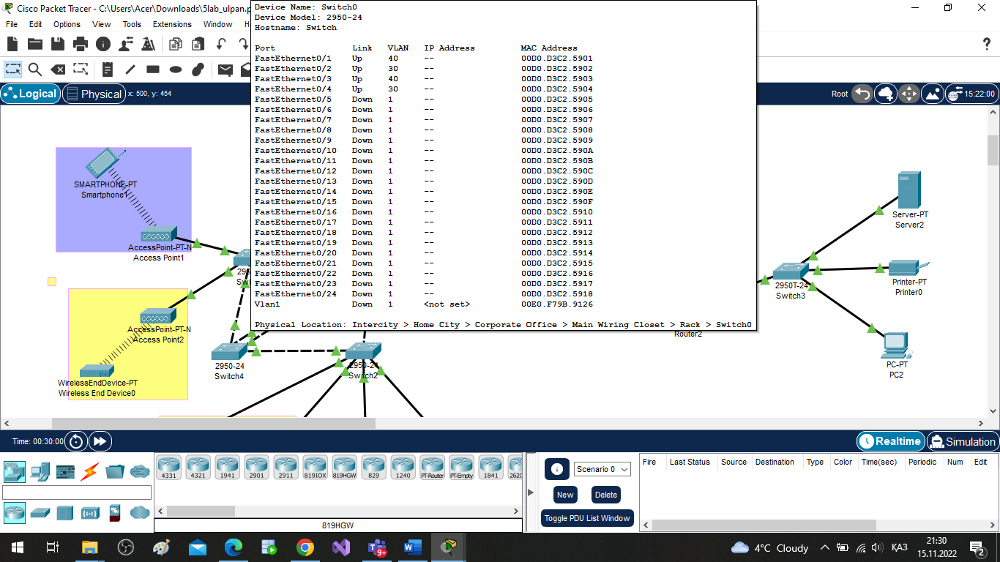 Cisco Packet Tracer - C:\Users\Acer\Downloads\5lab_ulpan.p
File Edit Options View Tools Extensions Window H
?
Logical Physical x: 500, y: 454
Root 15:22:00
Device Name: Switch0
Device Model: 2950-24
Hostname: Switch
Port Link VLAN IP Address MAC Address
FastEthernet0/1 Up 40 -- 00D0.D3C2.5901
FastEthernet0/2 Up 30 -- 00D0.D3C2.5902
FastEthernet0/3 Up 40 -- 00D0.D3C2.5903
FastEthernet0/4 Up 30 -- 00D0.D3C2.5904
FastEthernet0/5 Down 1 -- 00D0.D3C2.5905
FastEthernet0/6 Down 1 -- 00D0.D3C2.5906
FastEthernet0/7 Down 1 -- 00D0.D3C2.5907
FastEthernet0/8 Down 1 -- 00D0.D3C2.5908
FastEthernet0/9 Down 1 -- 00D0.D3C2.5909
FastEthernet0/10 Down 1 -- 00D0.D3C2.590A
FastEthernet0/11 Down 1 -- 00D0.D3C2.590B
FastEthernet0/12 Down 1 -- 00D0.D3C2.590C
FastEthernet0/13 Down 1 -- 00D0.D3C2.590D
FastEthernet0/14 Down 1 -- 00D0.D3C2.590E
FastEthernet0/15 Down 1 -- 00D0.D3C2.590F
FastEthernet0/16 Down 1 -- 00D0.D3C2.5910
FastEthernet0/17 Down 1 -- 00D0.D3C2.5911
FastEthernet0/18 Down 1 -- 00D0.D3C2.5912
FastEthernet0/19 Down 1 -- 00D0.D3C2.5913
FastEthernet0/20 Down 1 -- 00D0.D3C2.5914
FastEthernet0/21 Down 1 -- 00D0.D3C2.5915
FastEthernet0/22 Down 1 -- 00D0.D3C2.5916
FastEthernet0/23 Down 1 -- 00D0.D3C2.5917
FastEthernet0/24 Down 1 -- 00D0.D3C2.5918
Vlan1 Down 1 <not set> 00E0.F79B.9126
Physical Location: Intercity > Home City > Corporate Office > Main Wiring Closet > Rack > Switch0
SMARTPHONE-PT
Smartphone1
AccessPoint-PT-N
Access Point1
295
Swi
AccessPoint-PT-N
Access Point2
WirelessEndDevice-PT
Wireless End Device0
2950-24
Switch4
2950-24
Switch2
Router2
2950T-24
Switch3
Server-PT
Server2
Printer-PT
Printer0
PC-PT
PC2
Time: 00:30:00
Realtime Simulation
4331 4321 1941 2901 2911 819IOX 819HGW 829 1240 PT-Router PT-Empty 1841 2620
819HGW
Scenario 0
New Delete
Toggle PDU List Window
Fire Last Status Source Destination Type Color Time(sec) Periodic Num Edit
9+
4°C Cloudy
ҚАЗ
21:30
15.11.2022
2